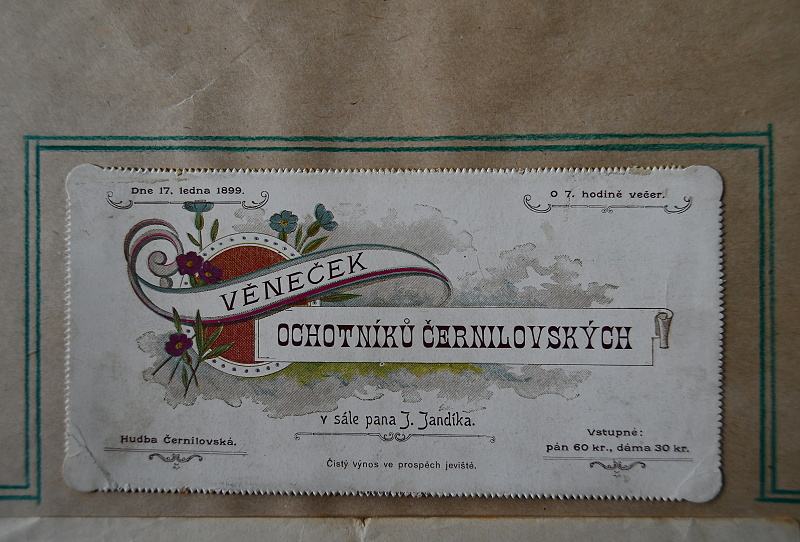 Dne 17. ledna 1899.
O 7. hodině večer.
VĚNEČEK
OCHOTNÍKŮ ČERNILOVSKÝCH
v sále pana J. Jandíka.
Hudba Černilovská.
Vstupné:
pán 60 kr., dáma 30 kr.
Čistý výnos ve prospěch jeviště.